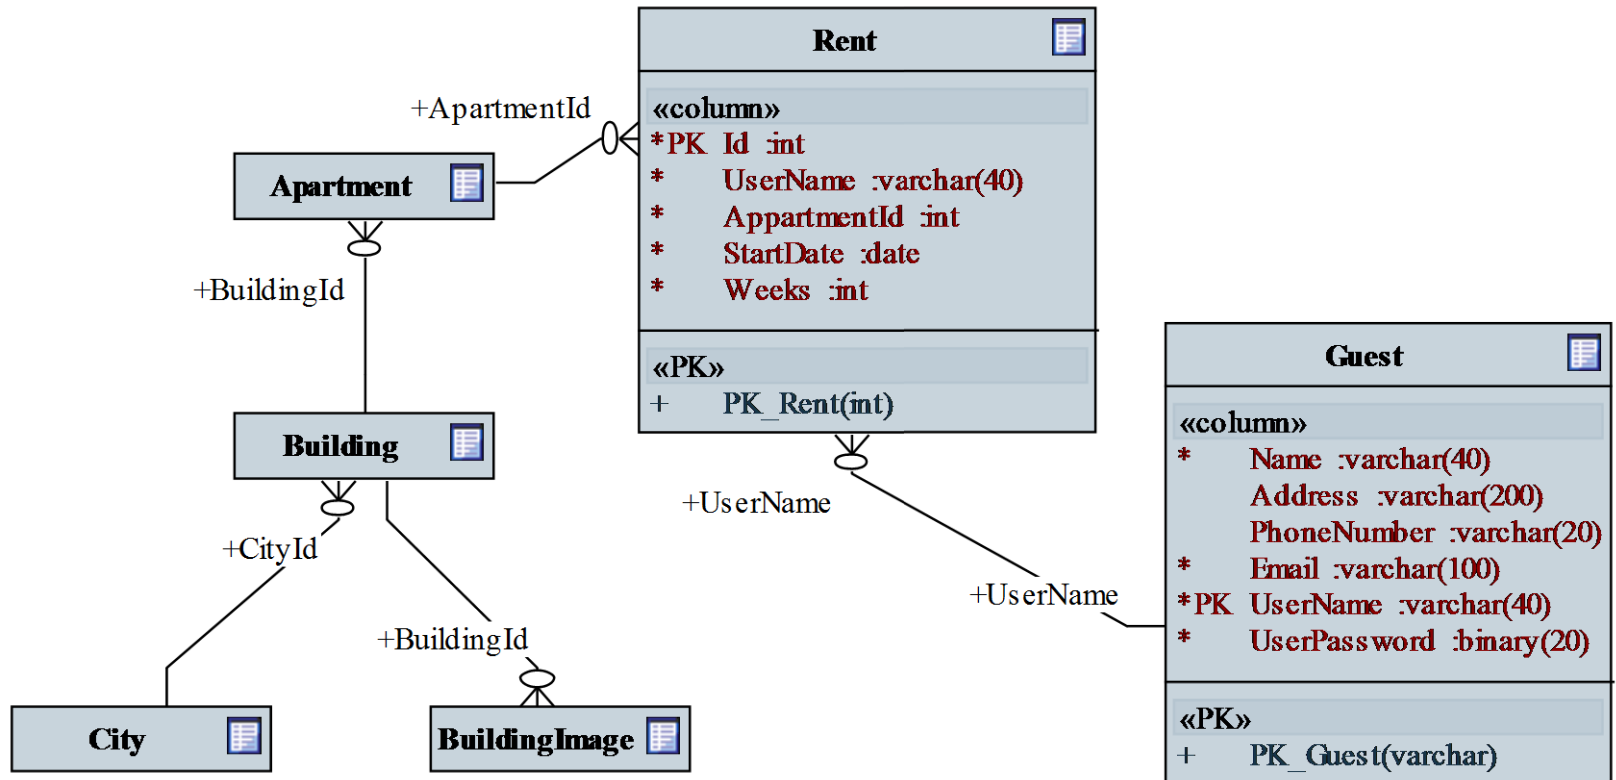 Rent
«column»
*PK Id :int
* UserName :varchar(40)
* AppartmentId :int
* StartDate :date
* Weeks :int
«PK»
+ PK_Rent(int)
+ApartmentId
Apartment
+BuildingId
Building
+CityId
+BuildingId
City
BuildingImage
+UserName
+UserName
Guest
«column»
* Name :varchar(40)
Address :varchar(200)
PhoneNumber :varchar(20)
* Email :varchar(100)
*PK UserName :varchar(40)
* UserPassword :binary(20)
«PK»
+ PK_Guest(varchar)